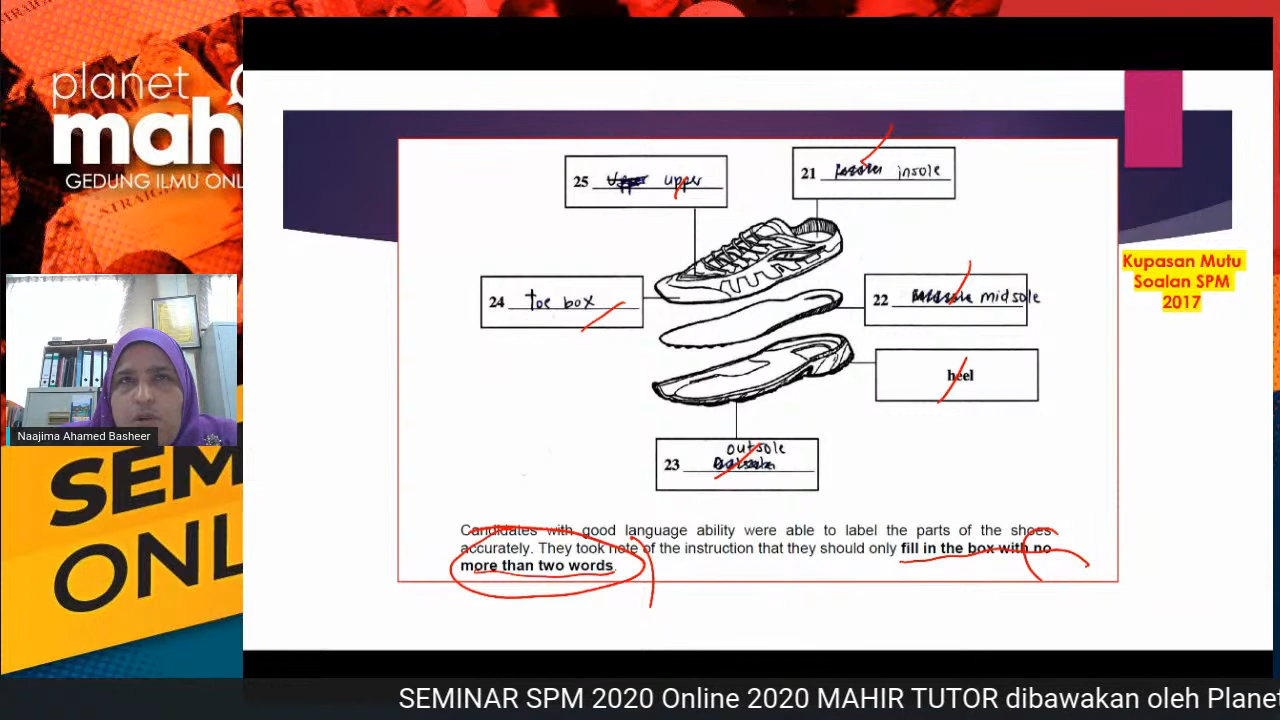 planet
mah
GEDUNG ILMU ONL
25 upper
21 insole
24 toe box
22 midsole
heel
outsole
23
Kupasan Mutu
Soalan SPM
2017
Candidates with good language ability were able to label the parts of the shoes
accurately. They took note of the instruction that they should only fill in the box with no
more than two words.
Naajima Ahamed Basheer
SEM
ONL
SEMINAR SPM 2020 Online 2020 MAHIR TUTOR dibawakan oleh Planet